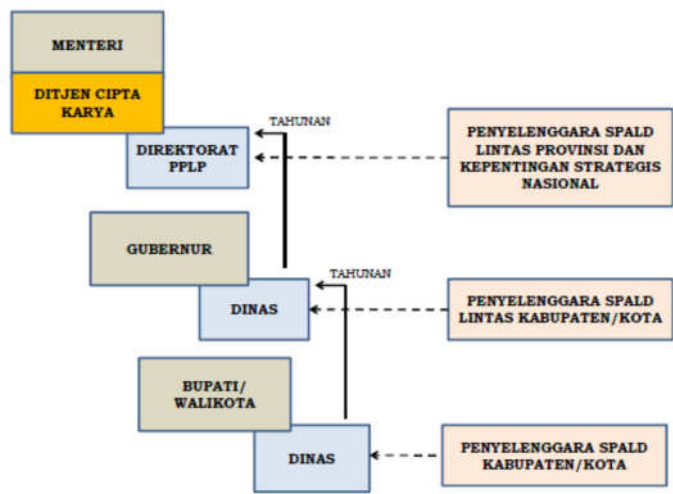 MENTERI
DITJEN CIPTA
KARYA
TAHUNAN
DIREKTORAT
PPLP
PENYELENGGARA SPALD
LINTAS PROVINSI DAN
KEPENTINGAN STRATEGIS
NASIONAL
GUBERNUR
TAHUNAN
DINAS
PENYELENGGARA SPALD
LINTAS KABUPATEN/KOTA
BUPATI/
WALIKOTA
DINAS
PENYELENGGARA SPALD
KABUPATEN/KOTA